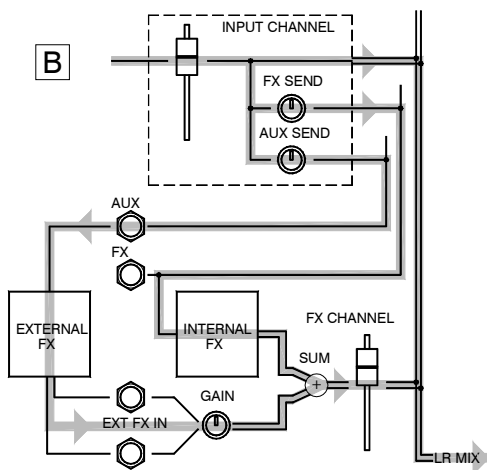 INPUT CHANNEL
B
FX SEND
AUX SEND
AUX
FX
EXTERNAL
FX
INTERNAL
FX
FX CHANNEL
SUM
+
GAIN
EXT FX IN
LR MIX